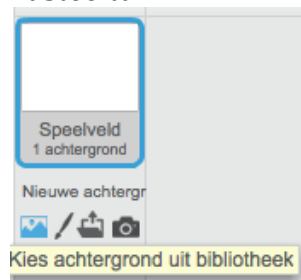 Speelveld
1 achtergrond
Nieuwe achtergr
Kies achtergrond uit bibliotheek